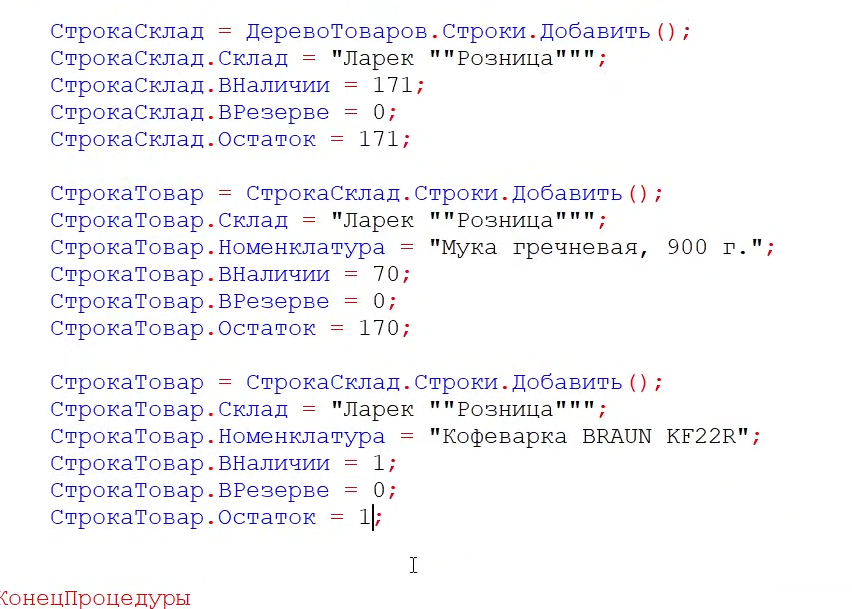 СтрокаСклад = ДеревоТоваров.Строки.Добавить();
СтрокаСклад.Склад = "Ларек ""Розница""";
СтрокаСклад.ВНаличии = 171;
СтрокаСклад.ВРезерве = 0;
СтрокаСклад.Остаток = 171;
СтрокаТовар = СтрокаСклад.Строки.Добавить();
СтрокаТовар.Склад = "Ларек ""Розница""";
СтрокаТовар.Номенклатура = "Мука гречневая, 900 г.";
СтрокаТовар.ВНаличии = 70;
СтрокаТовар.ВРезерве = 0;
СтрокаТовар.Остаток = 170;
СтрокаТовар = СтрокаСклад.Строки.Добавить();
СтрокаТовар.Склад = "Ларек ""Розница""";
СтрокаТовар.Номенклатура = "Кофеварка BRAUN KF22R";
СтрокаТовар.ВНаличии = 1;
СтрокаТовар.ВРезерве = 0;
СтрокаТовар.Остаток = 1;
КонецПроцедуры